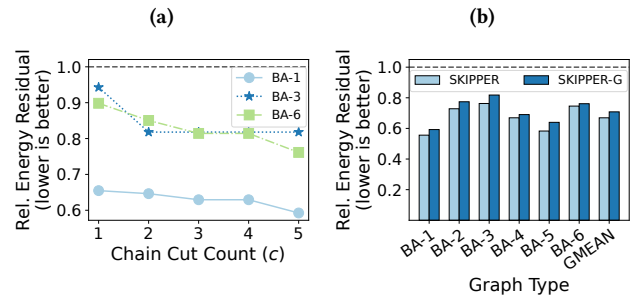 (a)
Rel. Energy Residual
(lower is better)
1.0
0.9
0.8
0.7
0.6
BA-1
BA-3
BA-6
1 2 3 4 5
Chain Cut Count (c)
(b)
Rel. Energy Residual
(lower is better)
1.0
0.8
0.6
0.4
0.2
SKIPPER SKIPPER-G
BA-1 BA-2 BA-3 BA-4 BA-5 BA-6 GMEAN
Graph Type